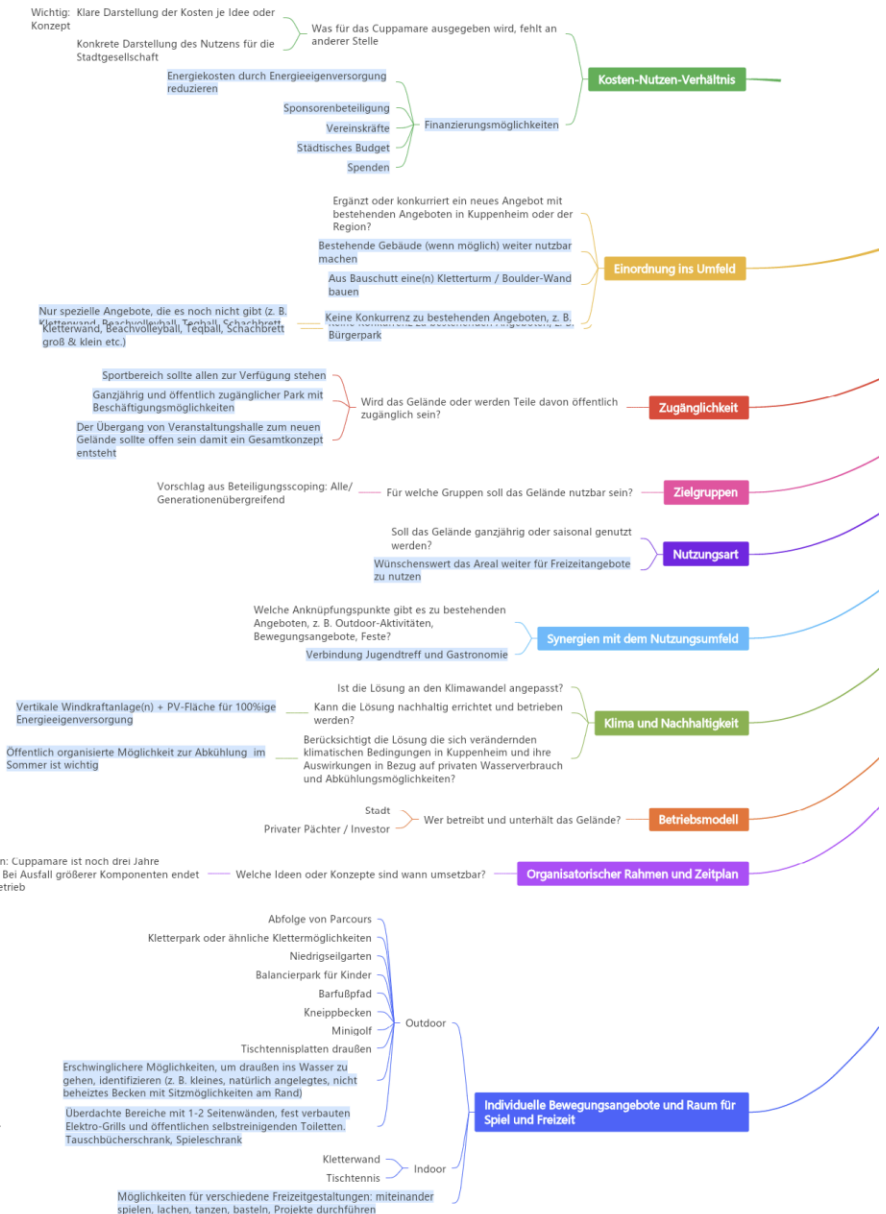 Wichtig: Klare Darstellung der Kosten je Idee oder
Konzept
Konkrete Darstellung des Nutzens für die
Stadtgesellschaft
Was für das Cuppamare ausgegeben wird, fehlt an
anderer Stelle
Kosten-Nutzen-Verhältnis
Energiekosten durch Energieeigenversorgung
reduzieren
Sponsorenbeteiligung
Vereinskräfte
Städtisches Budget
Spenden
Finanzierungsmöglichkeiten
Ergänzt oder konkurriert ein neues Angebot mit
bestehenden Angeboten in Kuppenheim oder der
Region?
Bestehende Gebäude (wenn möglich) weiter nutzbar
machen
Aus Bauschutt eine(n) Kletterturm / Boulder-Wand
bauen
Einordnung ins Umfeld
Nur spezielle Angebote, die es noch nicht gibt (z. B.
Kletterwand, Beachvolleyball, Teqball, Schachbrett
Kletterwand, Beachvolleyball, Teqball, Schachbrett
groß & klein etc.)
Keine Konkurrenz zu bestehenden Angeboten, z. B.
Keine Konkurrenz zu bestehenden Angeboten, z. B.
Bürgerpark
Sportbereich sollte allen zur Verfügung stehen
Ganzjährig und öffentlich zugänglicher Park mit
Beschäftigungsmöglichkeiten
Der Übergang von Veranstaltungshalle zum neuen
Gelände sollte offen sein damit ein Gesamtkonzept
entsteht
Wird das Gelände oder werden Teile davon öffentlich
zugänglich sein?
Zugänglichkeit
Vorschlag aus Beteiligungsscoping: Alle/
Generationenübergreifend
Für welche Gruppen soll das Gelände nutzbar sein?
Zielgruppen
Soll das Gelände ganzjährig oder saisonal genutzt
werden?
Wünschenswert das Areal weiter für Freizeitangebote
zu nutzen
Nutzungsart
Welche Anknüpfungspunkte gibt es zu bestehenden
Angeboten, z. B. Outdoor-Aktivitäten,
Bewegungsangebote, Feste?
Verbindung Jugendtreff und Gastronomie
Synergien mit dem Nutzungsumfeld
Ist die Lösung an den Klimawandel angepasst?
Vertikale Windkraftanlage(n) + PV-Fläche für 100%ige
Energieeigenversorgung
Kann die Lösung nachhaltig errichtet und betrieben
werden?
Öffentlich organisierte Möglichkeit zur Abkühlung im
Sommer ist wichtig
Berücksichtigt die Lösung die sich verändernden
klimatischen Bedingungen in Kuppenheim und ihre
Auswirkungen in Bezug auf privaten Wasserverbrauch
und Abkühlungsmöglichkeiten?
Klima und Nachhaltigkeit
Stadt
Privater Pächter / Investor
Wer betreibt und unterhält das Gelände?
Betriebsmodell
n: Cuppamare ist noch drei Jahre
Bei Ausfall größerer Komponenten endet
etrieb
Welche Ideen oder Konzepte sind wann umsetzbar?
Organisatorischer Rahmen und Zeitplan
Abfolge von Parcours
Kletterpark oder ähnliche Klettermöglichkeiten
Niedrigseilgarten
Balancierpark für Kinder
Barfußpfad
Kneippbecken
Minigolf
Tischtennisplatten draußen
Erschwinglichere Möglichkeiten, um draußen ins Wasser zu
gehen, identifizieren (z. B. kleines, natürlich angelegtes, nicht
beheiztes Becken mit Sitzmöglichkeiten am Rand)
Überdachte Bereiche mit 1-2 Seitenwänden, fest verbauten
Elektro-Grills und öffentlichen selbstreinigenden Toiletten.
Tauschbücherschrank, Spieleschrank
Outdoor
Kletterwand
Tischtennis
Indoor
Möglichkeiten für verschiedene Freizeitgestaltungen: miteinander
spielen, lachen, tanzen, basteln, Projekte durchführen
Individuelle Bewegungsangebote und Raum für
Spiel und Freizeit